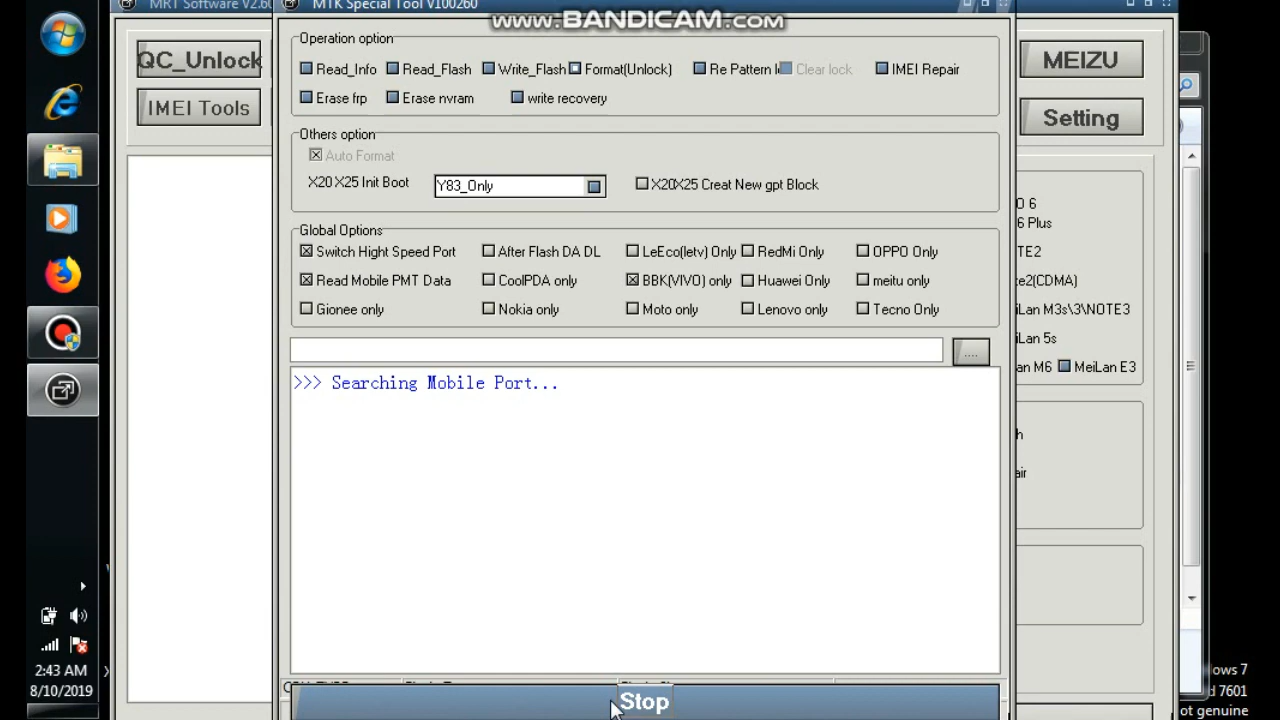 MRT Software V2.60
MTK Special Tool V100260
www.BANDICAM.com
QC_Unlock
IMEI Tools
MEIZU
Setting
Operation option
Read_Info Read_Flash Write_Flash Format(Unlock) Re Pattern l Clear lock IMEI Repair
Erase frp Erase nvram write recovery
Others option
Auto Format
X20 X25 Init Boot Y83_Only X20X25 Creat New gpt Block
Global Options
Switch Hight Speed Port After Flash DA DL LeEco(letv) Only RedMi Only OPPO Only
Read Mobile PMT Data CoolPDA only BBK(VIVO) only Huawei Only meitu only
Gionee only Nokia only Moto only Lenovo only Tecno Only
....
>>> Searching Mobile Port...
Stop
O 6
6 Plus
TE2
e2(CDMA)
iLan M3s\3\NOTE3
iLan 5s
an M6 MeiLan E3
h
air
2:43 AM
8/10/2019
ows 7
d 7601
ot genuine